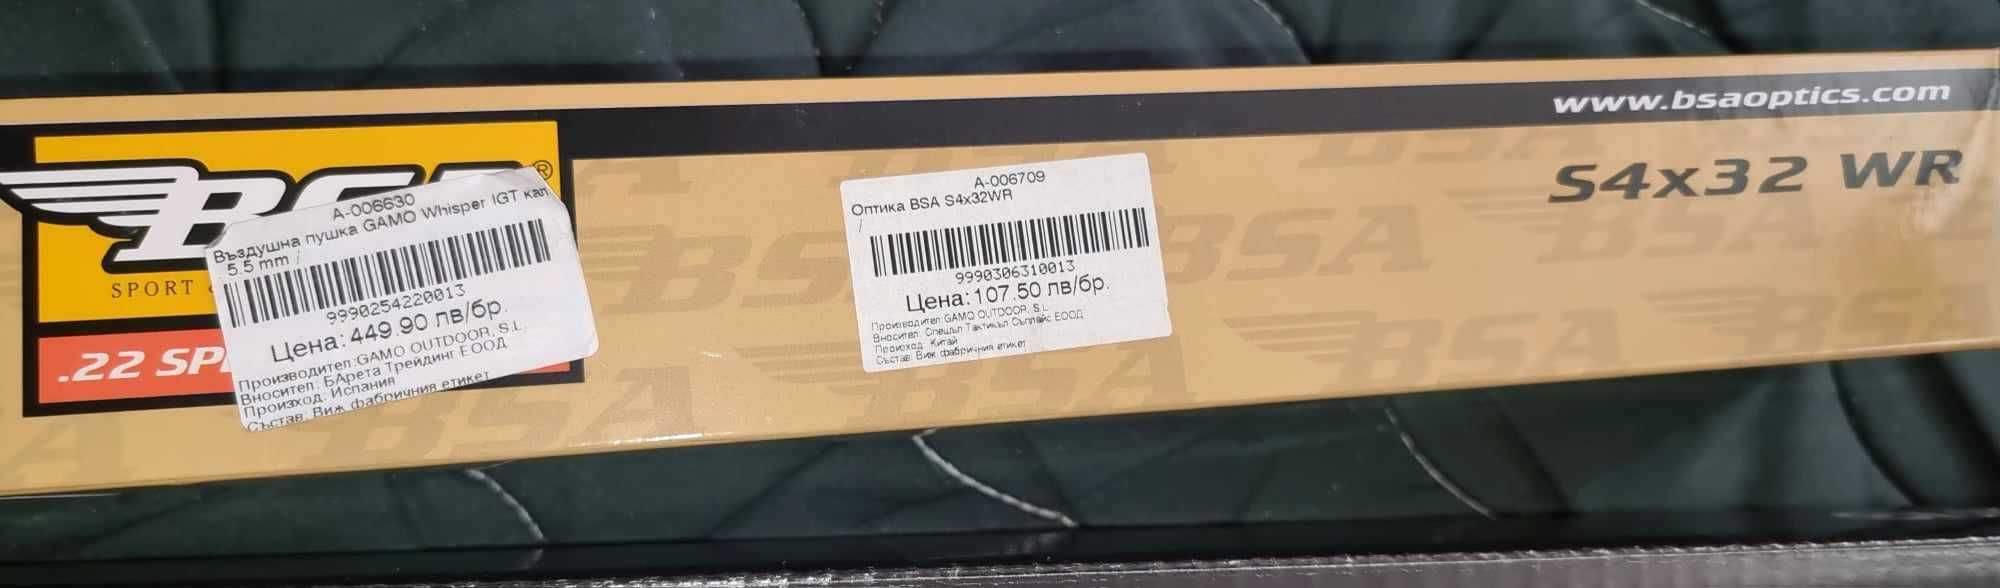 www.bsaoptics.com
S4x32 WR
BSA
SPORT
.22 SP
A-006630
Въздушна пушка GAMO Whisper IGT кал
5.5 mm /
9990254220013
Цена:449.90 лв/бр.
Производител:GAMO OUTDOOR, S.L.
Вносител: БАрета Трейдинг ЕООД
Произход: Испания
Състав: Виж фабричния етикет
A-006709
Оптика BSA S4x32WR
/
9990306310013
Цена:107.50 лв/бр.
Производител:GAMO OUTDOOR, S.L.
Вносител: Спешъл Тактикъл Съплайс ЕООД
Произход: Китай
Състав: Виж фабричния етикет